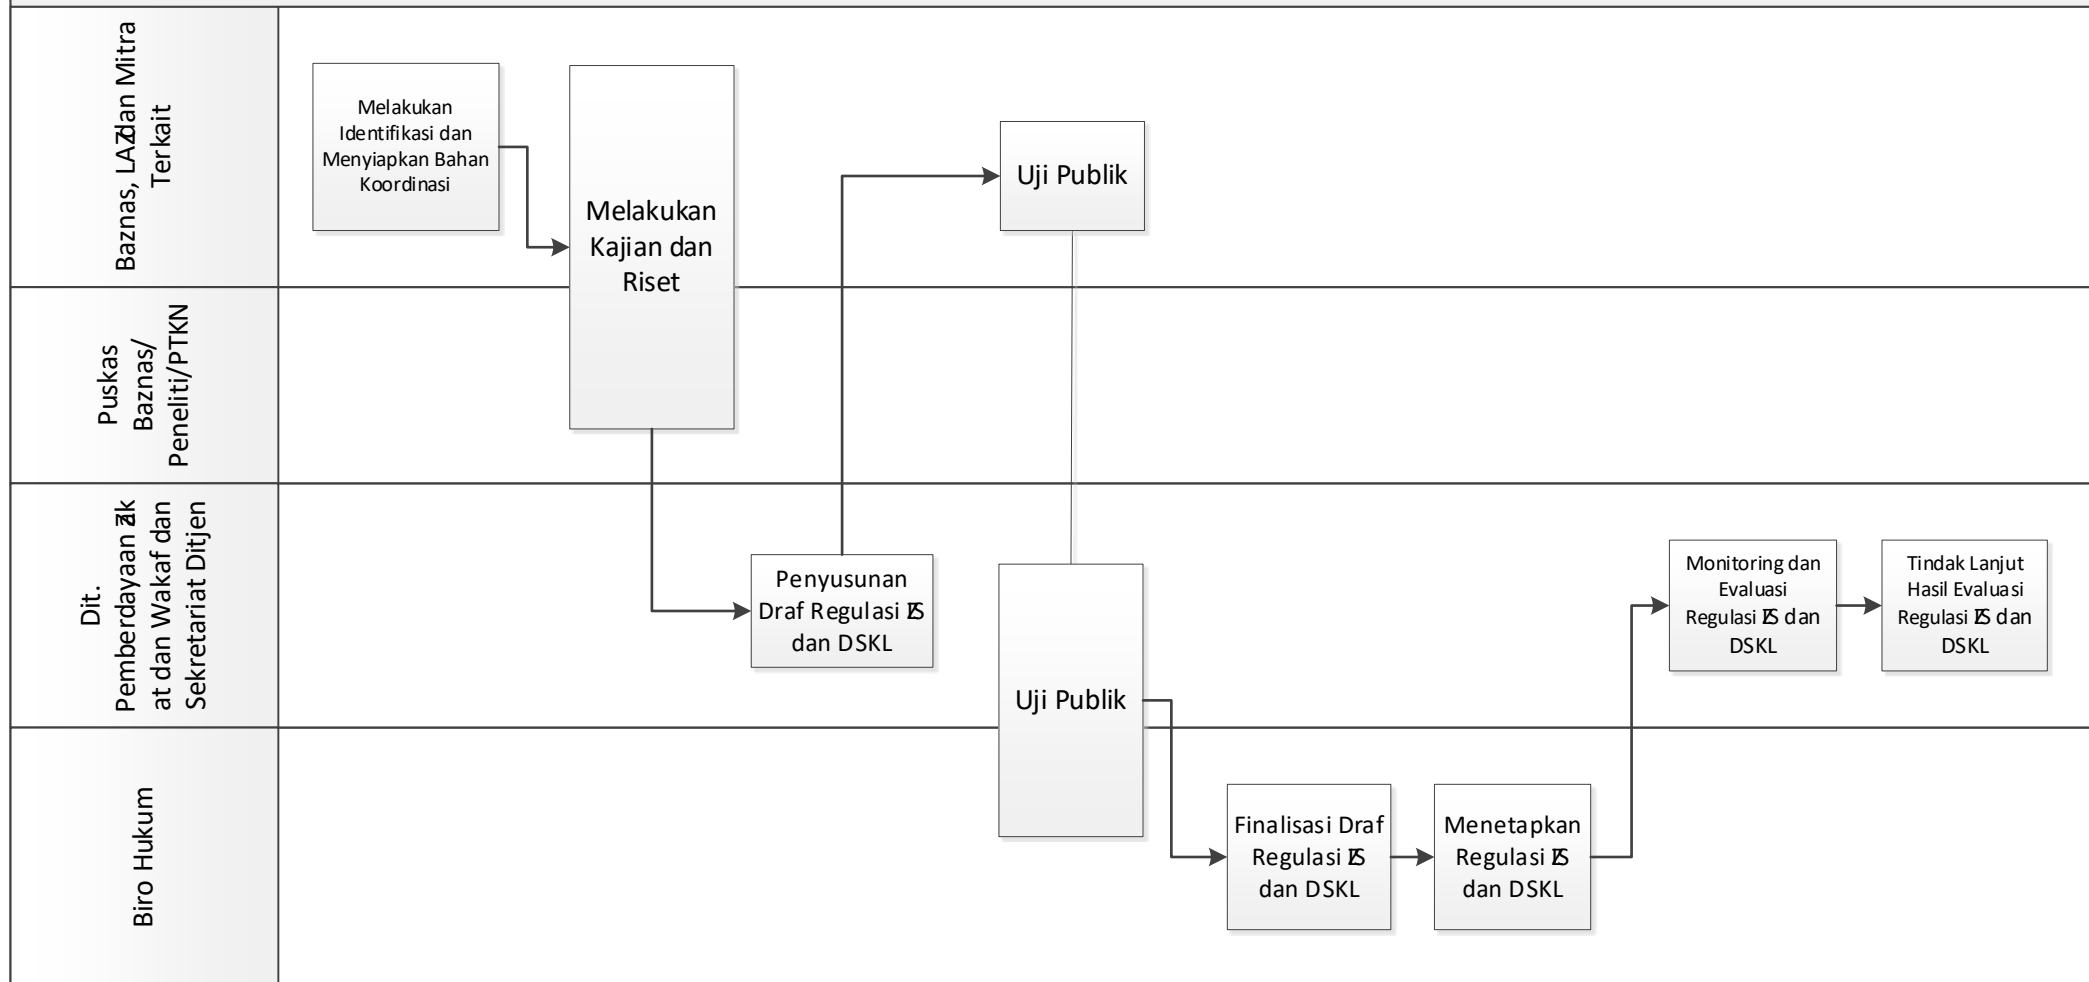 Baznas, LAZdan Mitra
Terkait
Melakukan
Identifikasi dan
Menyiapkan Bahan
Koordinasi
Melakukan
Kajian dan
Riset
Uji Publik
Puskas
Baznas/
Peneliti/PTKN
Dit.
Pemberdayaan Zak
at dan Wakaf dan
Sekretariat Ditjen
Penyusunan
Draf Regulasi ZIS
dan DSKL
Uji Publik
Monitoring dan
Evaluasi
Regulasi ZIS dan
DSKL
Tindak Lanjut
Hasil Evaluasi
Regulasi ZIS dan
DSKL
Biro Hukum
Finalisasi Draf
Regulasi ZIS
dan DSKL
Menetapkan
Regulasi ZIS
dan DSKL